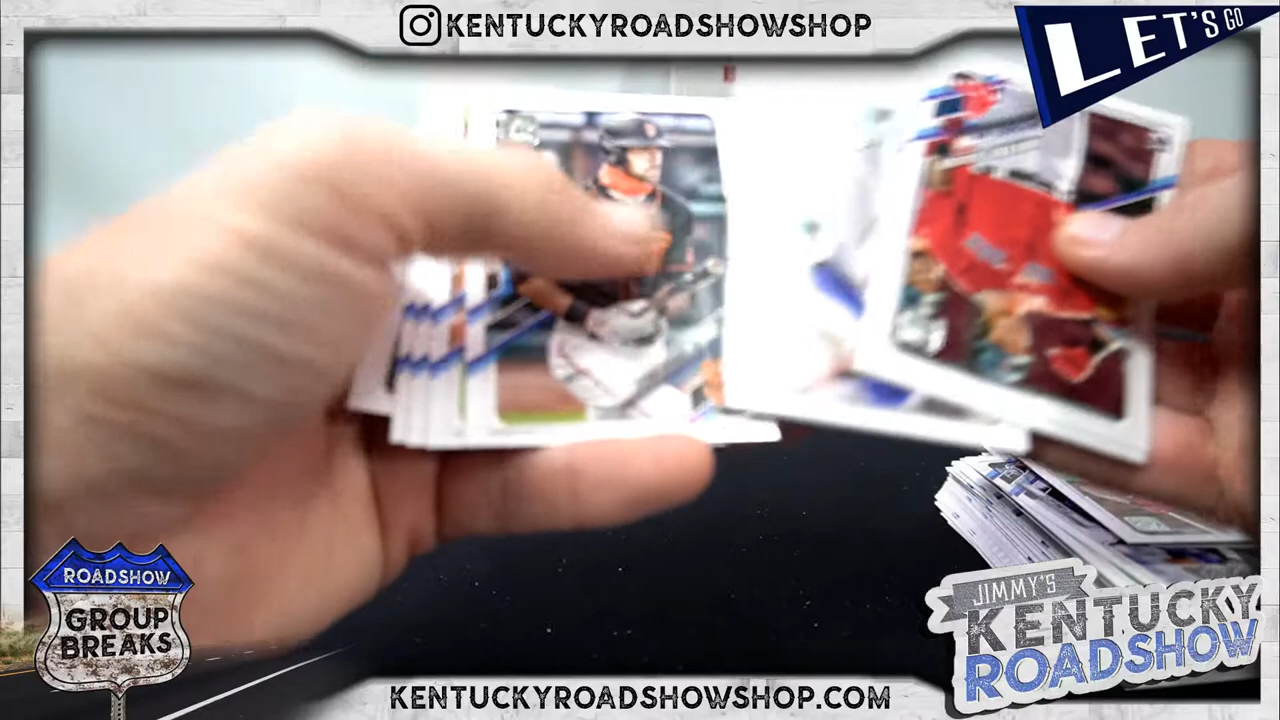 KENTUCKYROADSHOWSHOP
LET'S GO
ROADSHOW
GROUP
BREAKS
JIMMY'S
KENTUCKY
ROADSHOW
KENTUCKYROADSHOWSHOP.COM